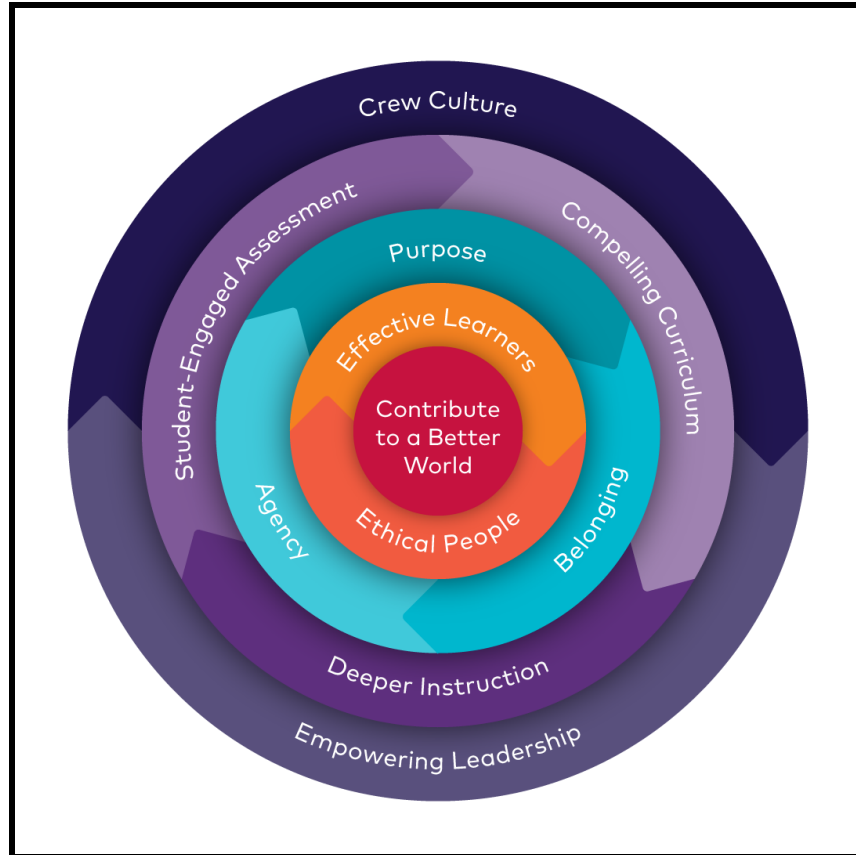 Crew Culture
Student-Engaged Assessment
Compelling Curriculum
Purpose
Effective Learners
Contribute
to a Better
World
Ethical People
Agency
Belonging
Deeper Instruction
Empowering Leadership